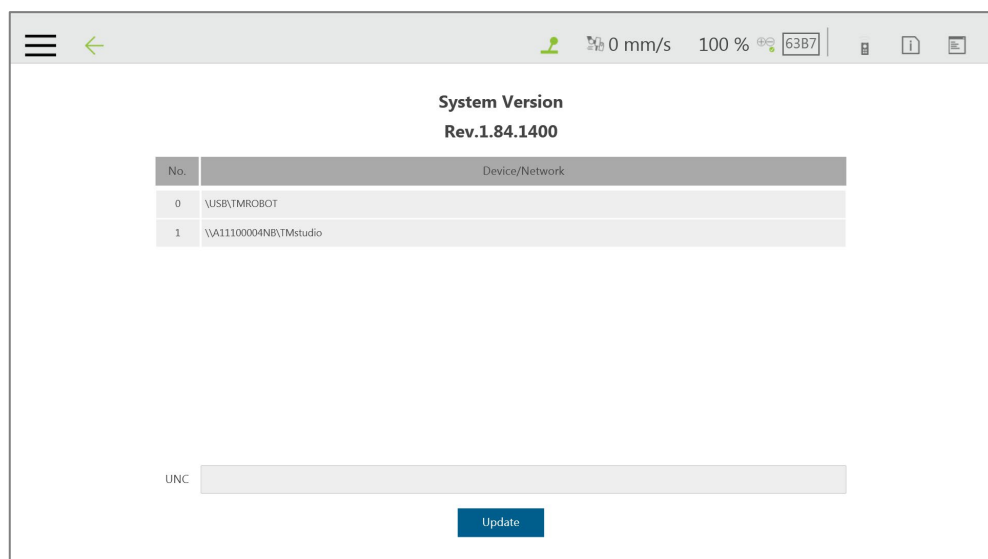 0 mm/s 100 % 63B7
System Version
Rev.1.84.1400
No. Device/Network
0 \USB\TMROBOT
1 \\A11100004NB\TMstudio
UNC
Update